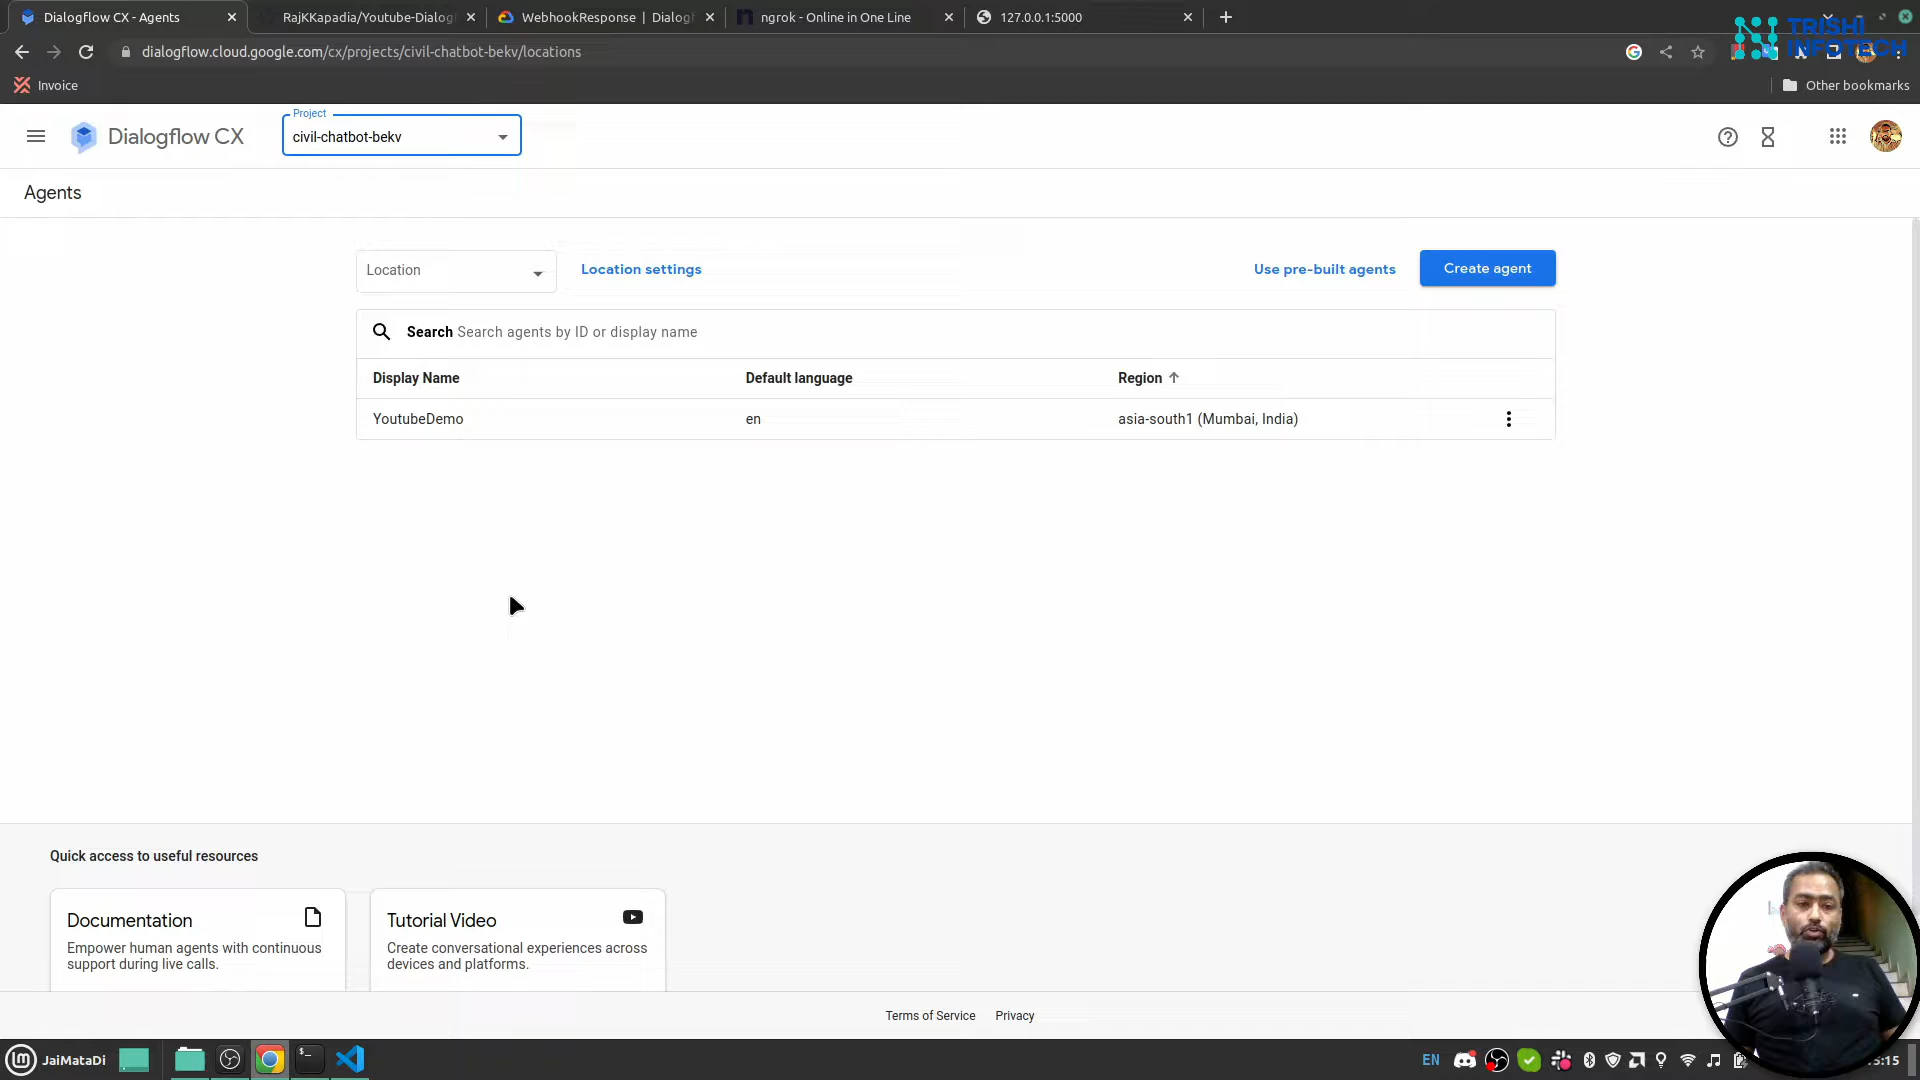 Dialogflow CX - Agents
RajKKapadia/Youtube-Dialog
WebhookResponse | Dialog
ngrok - Online in One Line
127.0.0.1:5000
TRISHI
INFOTECH
dialogflow.cloud.google.com/cx/projects/civil-chatbot-bekv/locations
Invoice
Other bookmarks
Dialogflow CX
Project
civil-chatbot-bekv
Agents
Location
Location settings
Use pre-built agents
Create agent
Search Search agents by ID or display name
Display Name
Default language
Region
YoutubeDemo
en
asia-south1 (Mumbai, India)
Quick access to useful resources
Documentation
Empower human agents with continuous
support during live calls.
Tutorial Video
Create conversational experiences across
devices and platforms.
Terms of Service
Privacy
JaiMataDi
EN
:15